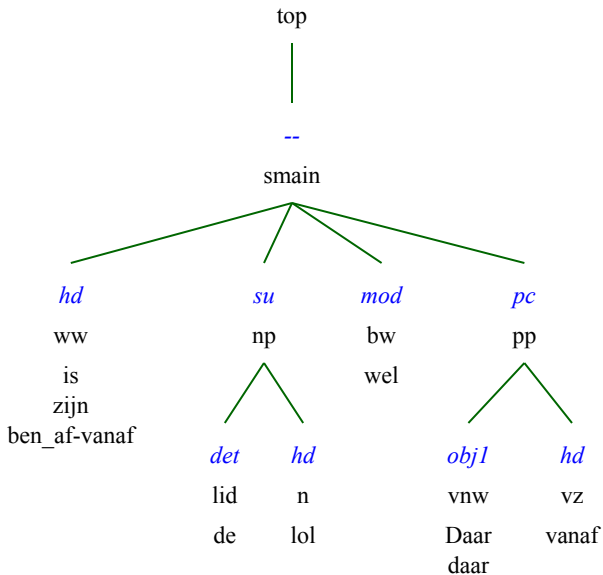 top
--
smain
hd su mod pc
ww np bw pp
is wel
zijn
ben_af-vanaf
det hd obj1 hd
lid n vnw vz
de lol Daar vanaf
daar